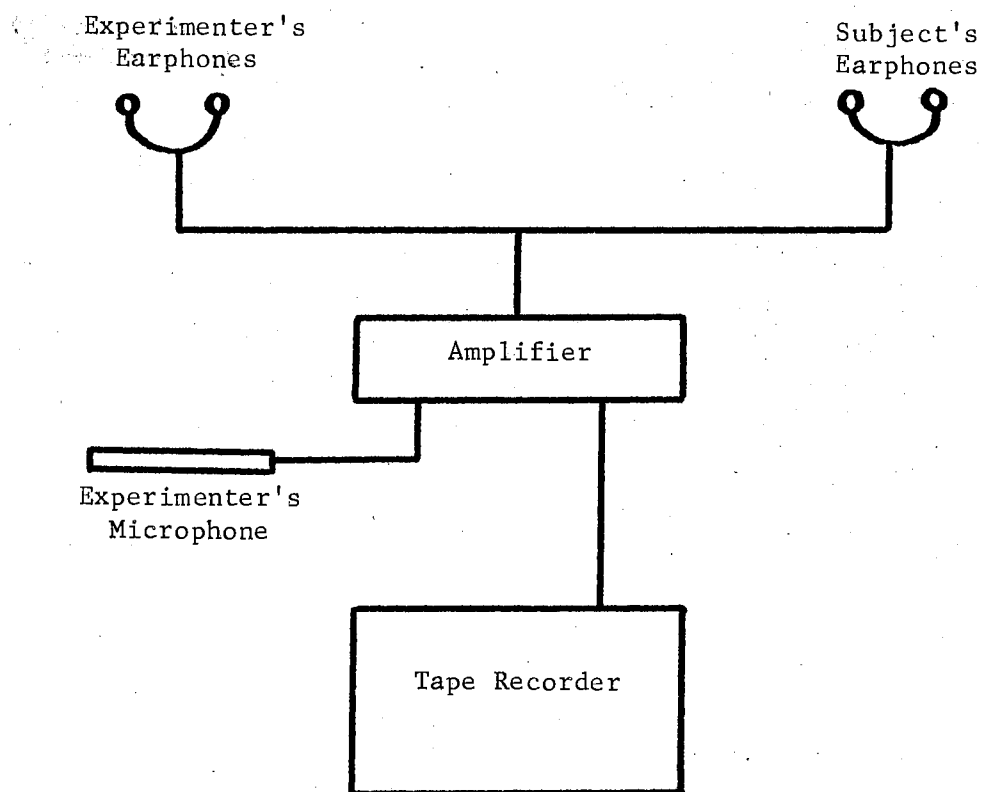 Experimenter's
Earphones
Subject's
Earphones
Amplifier
Experimenter's
Microphone
Tape Recorder